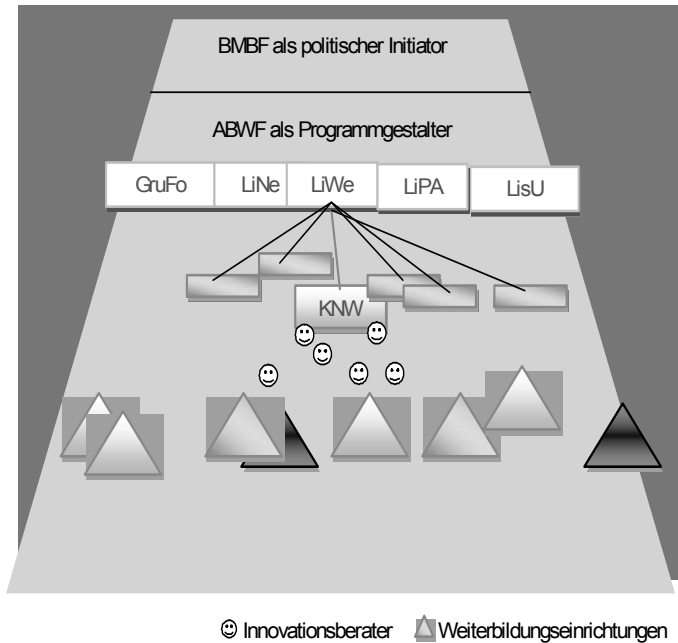 BMBF als politischer Initiator
ABWF als Programmgestalter
GruFo LiNe LiWe LiPA LisU
KNW
Innovationsberater Weiterbildungseinrichtungen